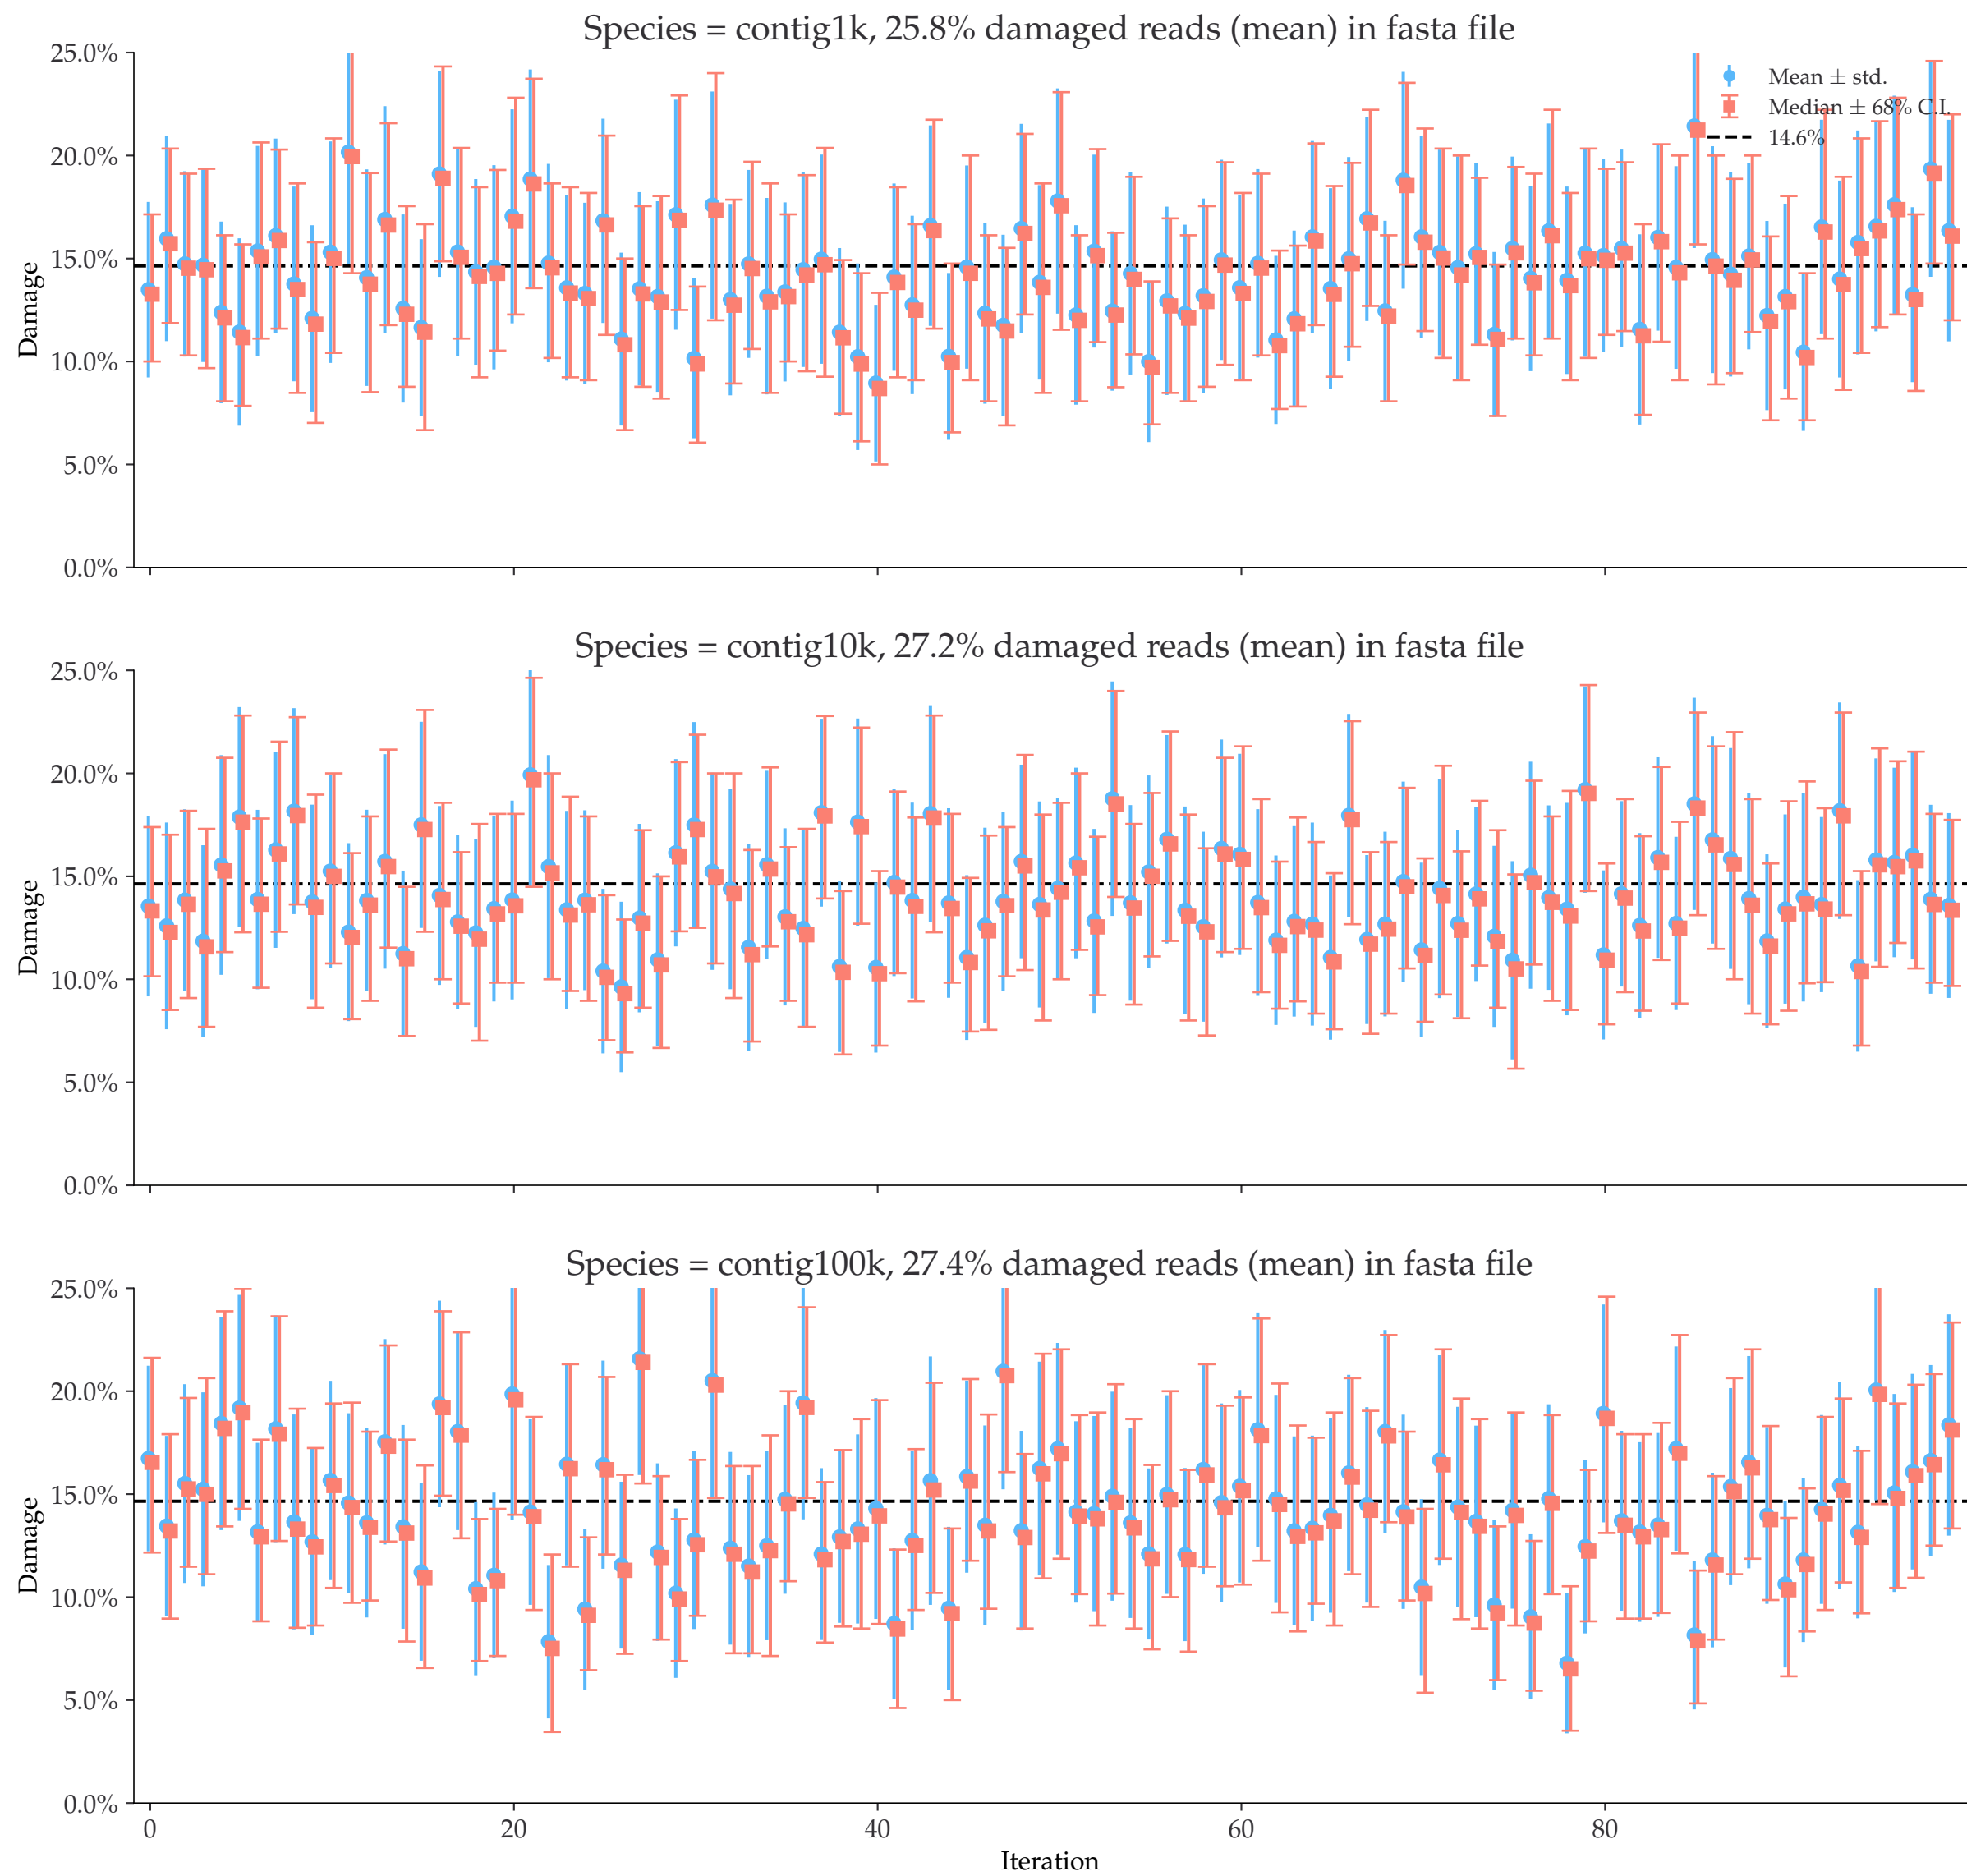 Species = contig1k, 25.8% damaged reads (mean) in fasta file
25.0%
20.0%
15.0%
10.0%
5.0%
0.0%
Damage
Mean ± std.
Median ± 68% C.I.
14.6%
Species = contig10k, 27.2% damaged reads (mean) in fasta file
25.0%
20.0%
15.0%
10.0%
5.0%
0.0%
Damage
Species = contig100k, 27.4% damaged reads (mean) in fasta file
25.0%
20.0%
15.0%
10.0%
5.0%
0.0%
Damage
0 20 40 60 80
Iteration